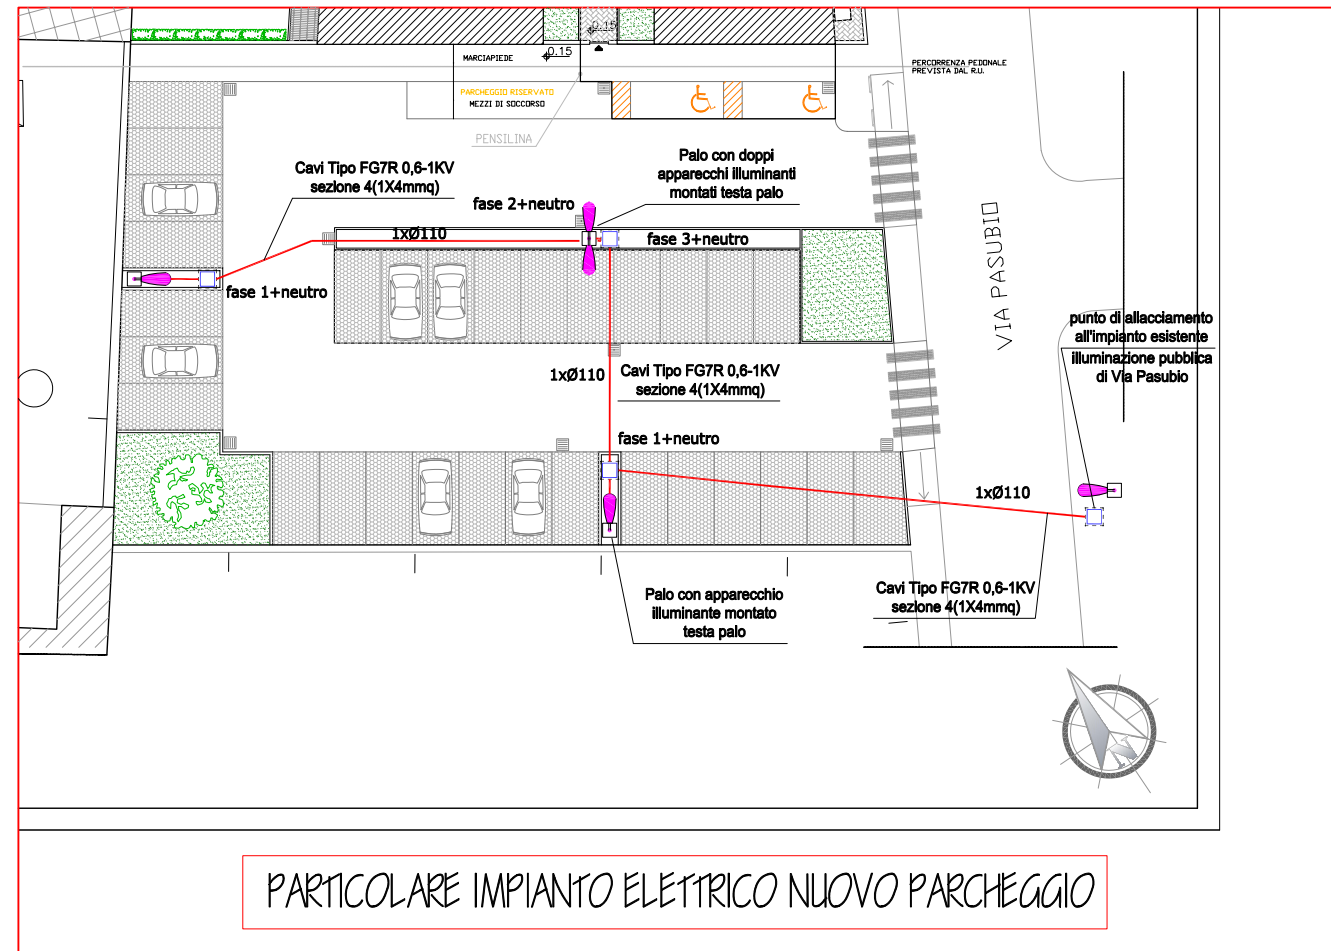 0.15
MARCIAPIEDE
0.15
PERCORRENZA PEDONALE
PREVISTA DAL R.U.
PARCHEGGIO RISERVATO
MEZZI DI SOCCORSO
PENSILINA
Cavi Tipo FG7R 0,6-1KV
sezione 4(1X4mmq)
Palo con doppi
apparecchi illuminanti
montati testa palo
fase 2+neutro
1xØ110
fase 3+neutro
fase 1+neutro
VIA PASUBIO
punto di allacciamento
all'impianto esistente
illuminazione pubblica
di Via Pasubio
1xØ110
Cavi Tipo FG7R 0,6-1KV
sezione 4(1X4mmq)
fase 1+neutro
1xØ110
Palo con apparecchio
illuminante montato
testa palo
Cavi Tipo FG7R 0,6-1KV
sezione 4(1X4mmq)
N
PARTICOLARE IMPIANTO ELETTRICO NUOVO PARCHEGGIO